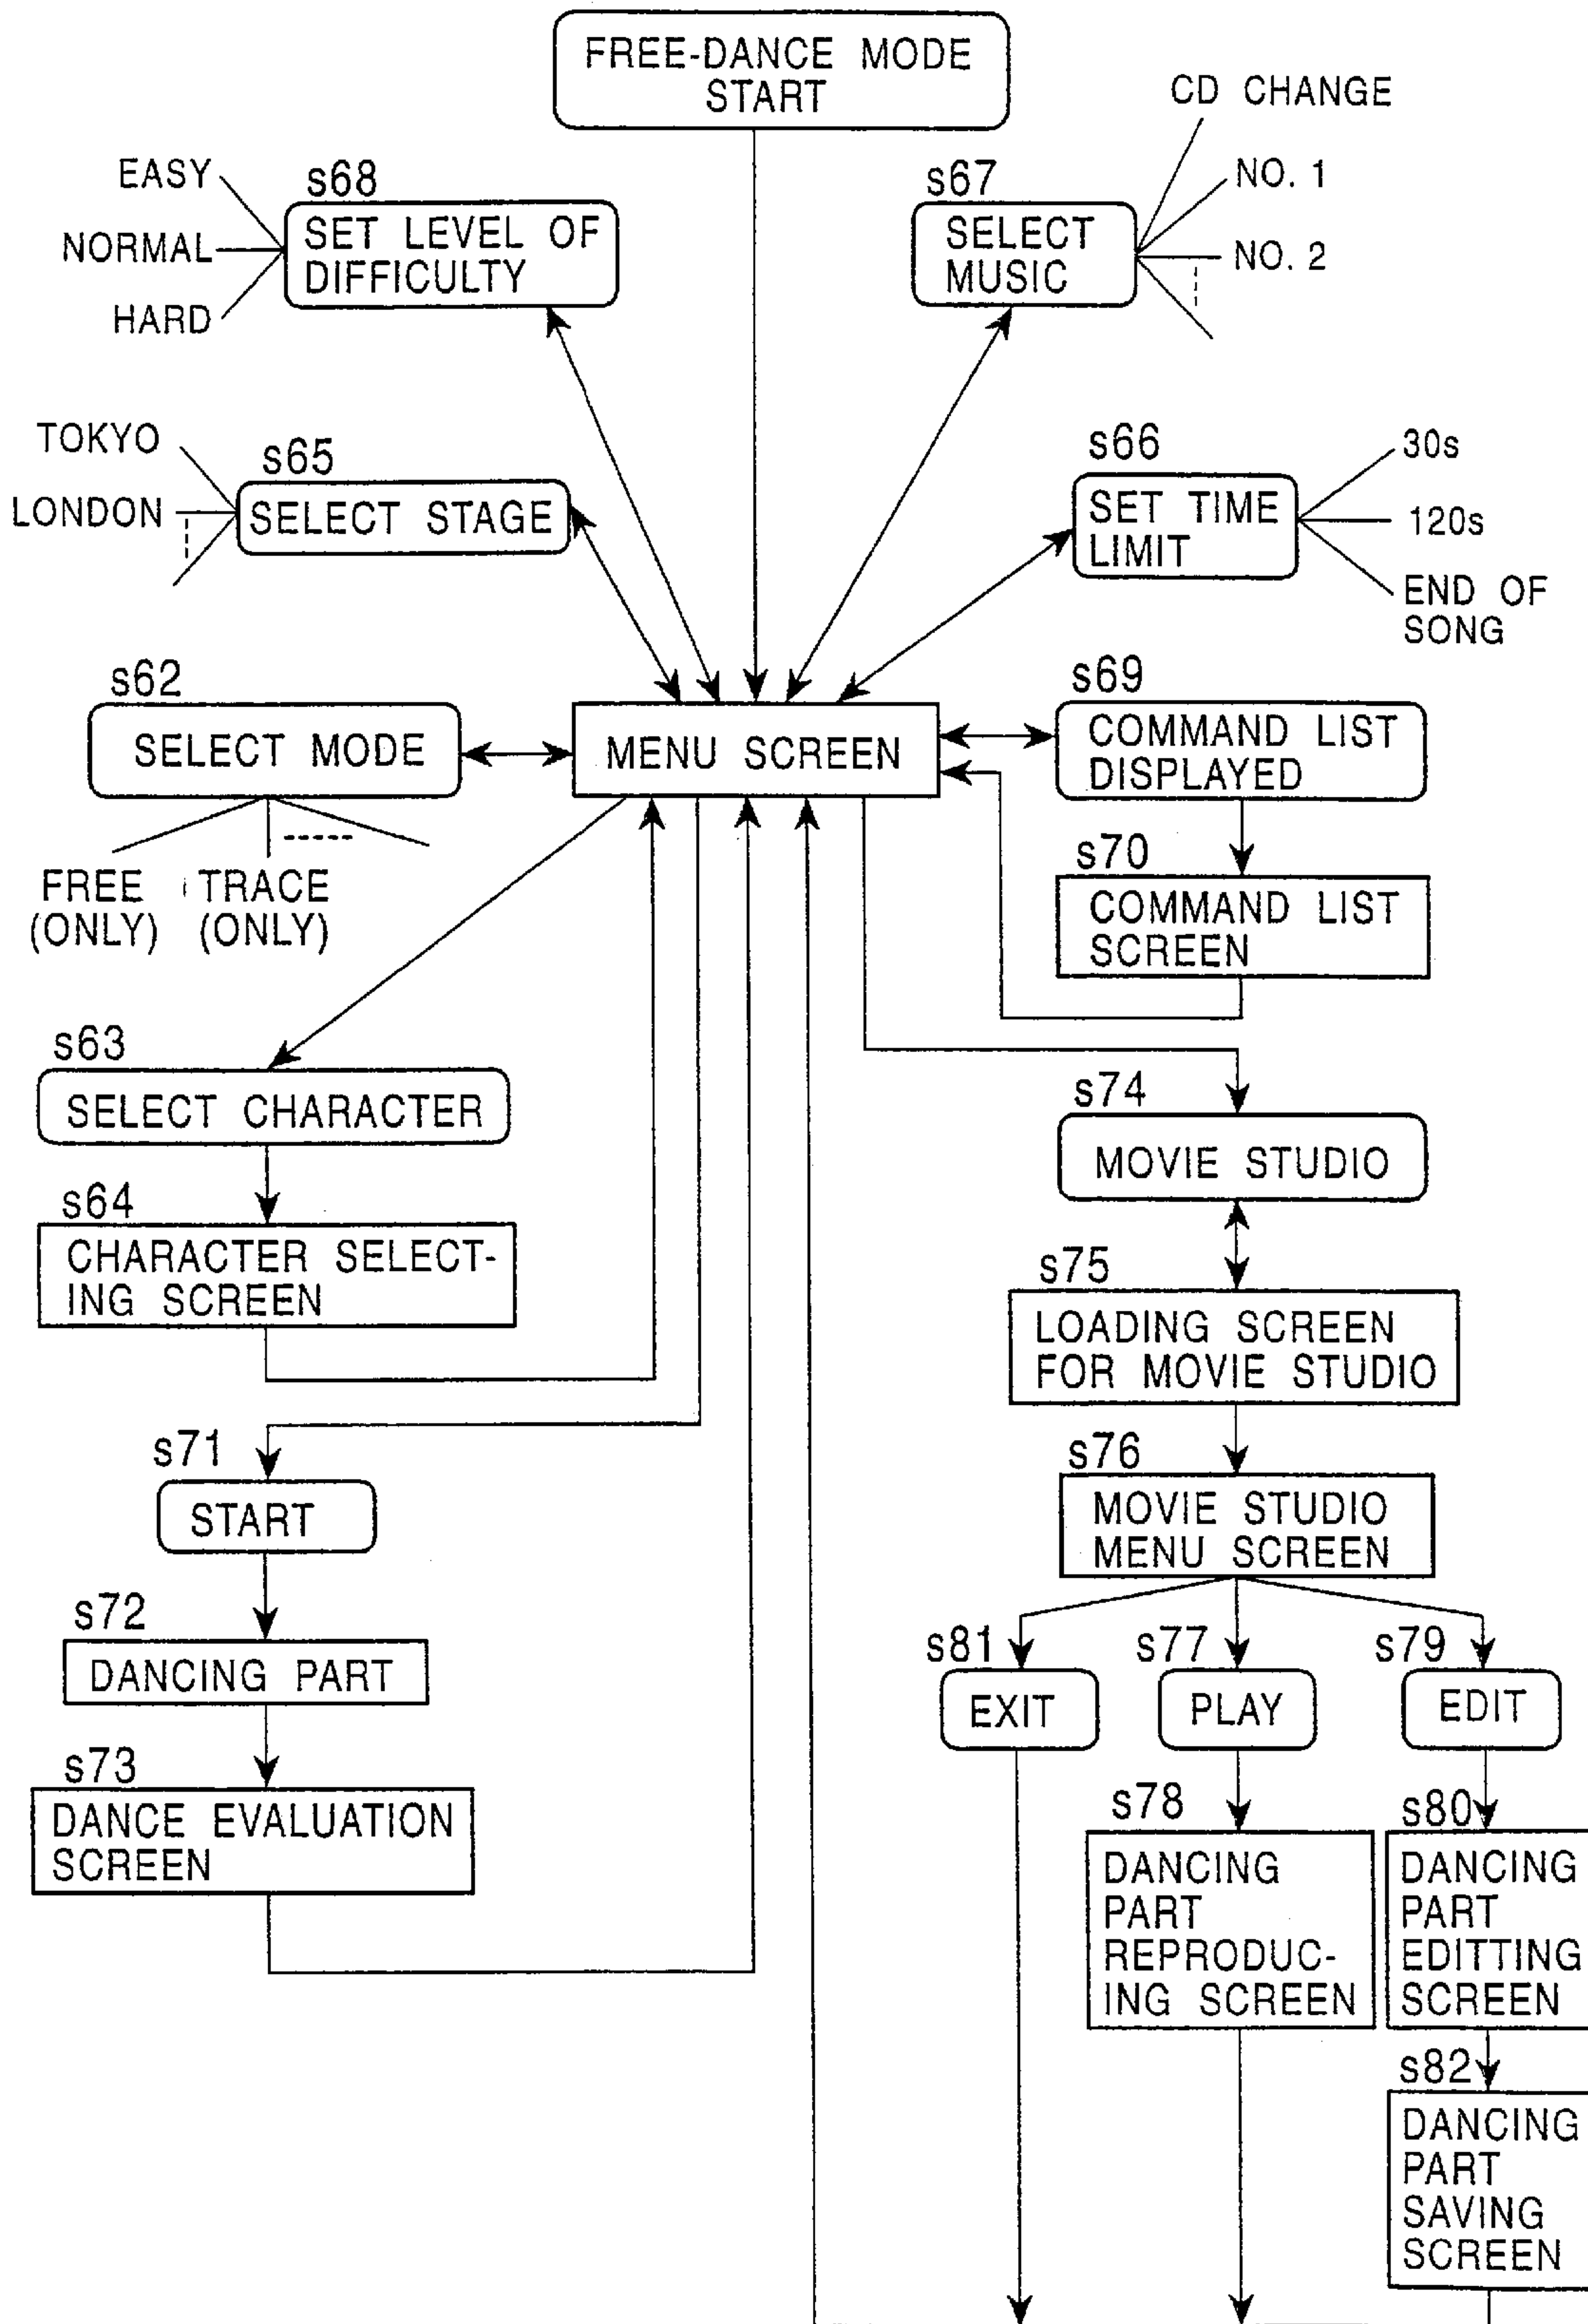 FREE-DANCE MODE
START
CD CHANGE
EASY
s68
s67
NO. 1
SET LEVEL OF
DIFFICULTY
SELECT
MUSIC
NORMAL
NO. 2
HARD
TOKYO
s65
s66
30s
LONDON
SELECT STAGE
SET TIME
LIMIT
120s
END OF
SONG
s62
s69
SELECT MODE
MENU SCREEN
COMMAND LIST
DISPLAYED
FREE
(ONLY)
TRACE
(ONLY)
s70
COMMAND LIST
SCREEN
s63
SELECT CHARACTER
s64
CHARACTER SELECT-
ING SCREEN
s74
MOVIE STUDIO
s75
LOADING SCREEN
FOR MOVIE STUDIO
s71
START
s76
MOVIE STUDIO
MENU SCREEN
s72
DANCING PART
s81
EXIT
s77
PLAY
s79
EDIT
s73
DANCE EVALUATION
SCREEN
s78
DANCING
PART
REPRODUC-
ING SCREEN
s80
DANCING
PART
EDITTING
SCREEN
s82
DANCING
PART
SAVING
SCREEN